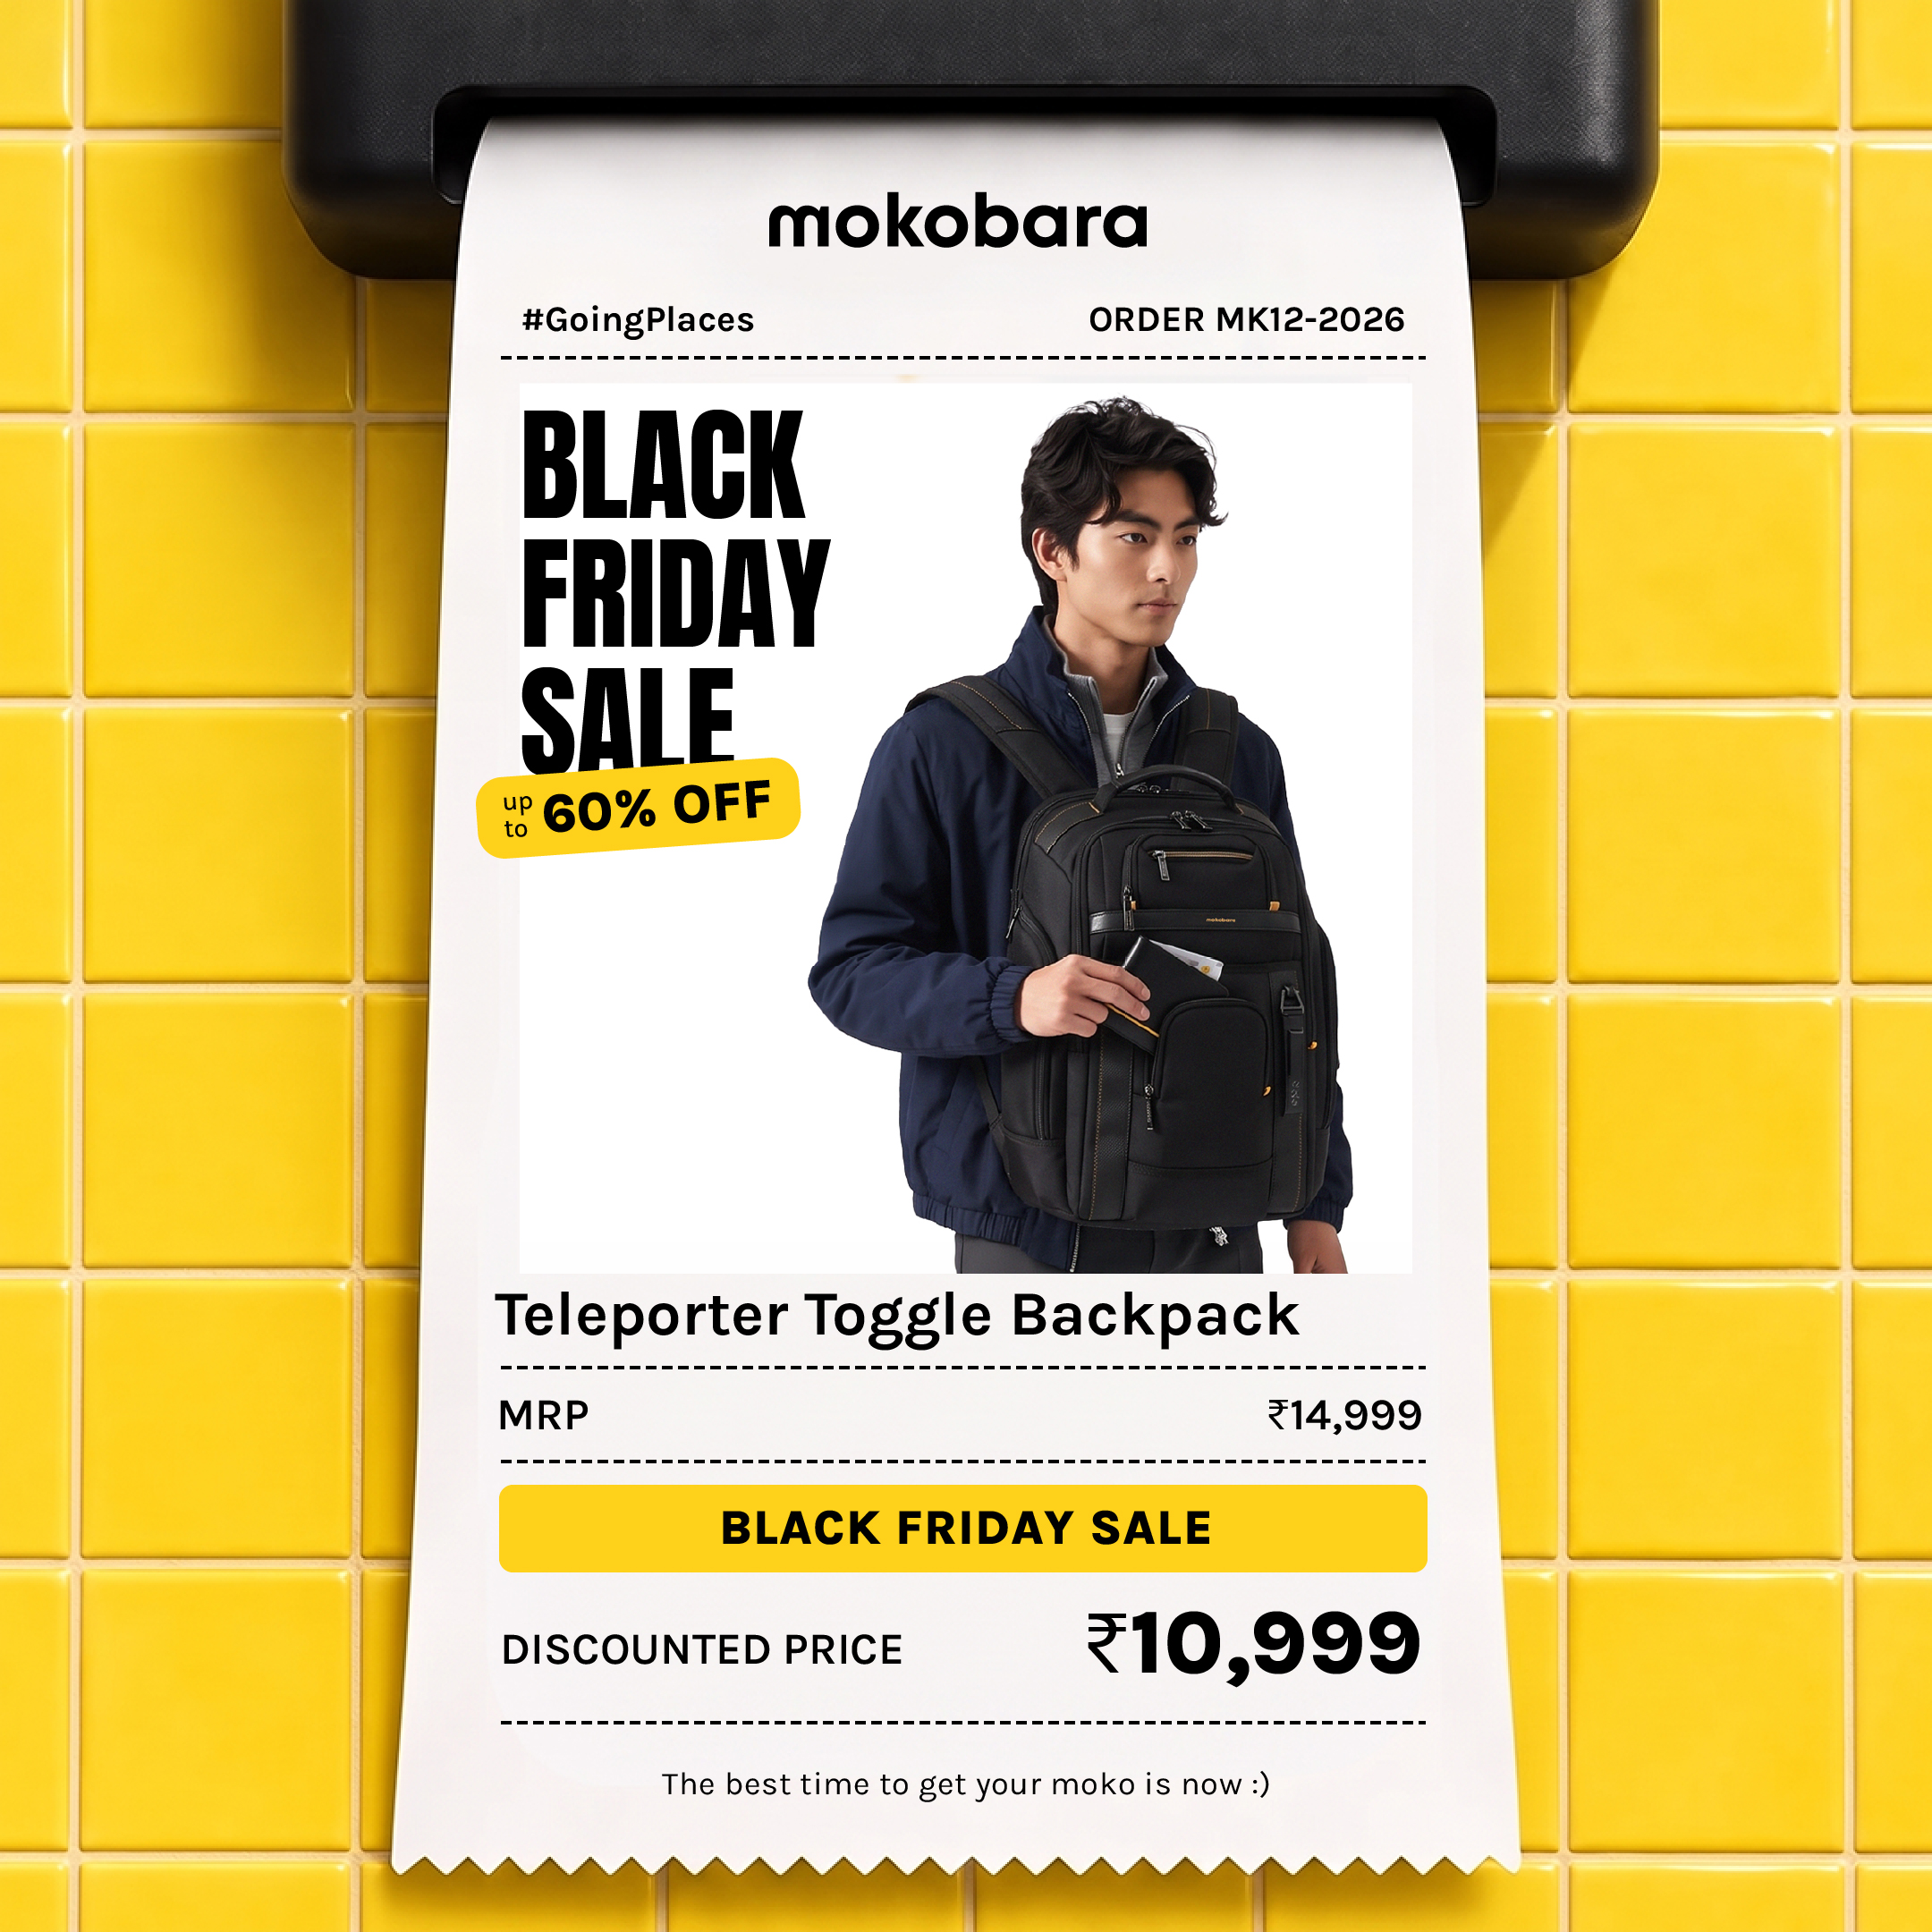 mokobara
#GoingPlaces ORDER MK12-2026
BLACK
FRIDAY
SALE
up to 60% OFF
mokobara
Teleporter Toggle Backpack
MRP ₹14,999
BLACK FRIDAY SALE
DISCOUNTED PRICE ₹10,999
The best time to get your moko is now :)